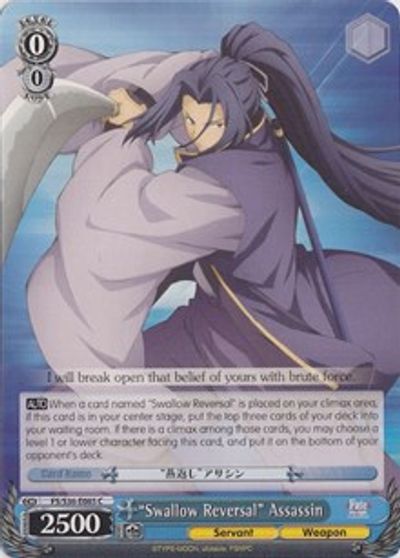 0
0
I will break open that belief of yours with brute force.
AUTO When a card named "Swallow Reversal" is placed on your climax area,
if this card is in your center stage, put the top three cards of your deck into
your waiting room. If there is a climax among those cards, you may choose a
level 1 or lower character facing this card, and put it on the bottom of your
opponent's deck.
Card Name
"燕返し"アサシン
2500
"Swallow Reversal" Assassin
Fate
Servant
Weapon